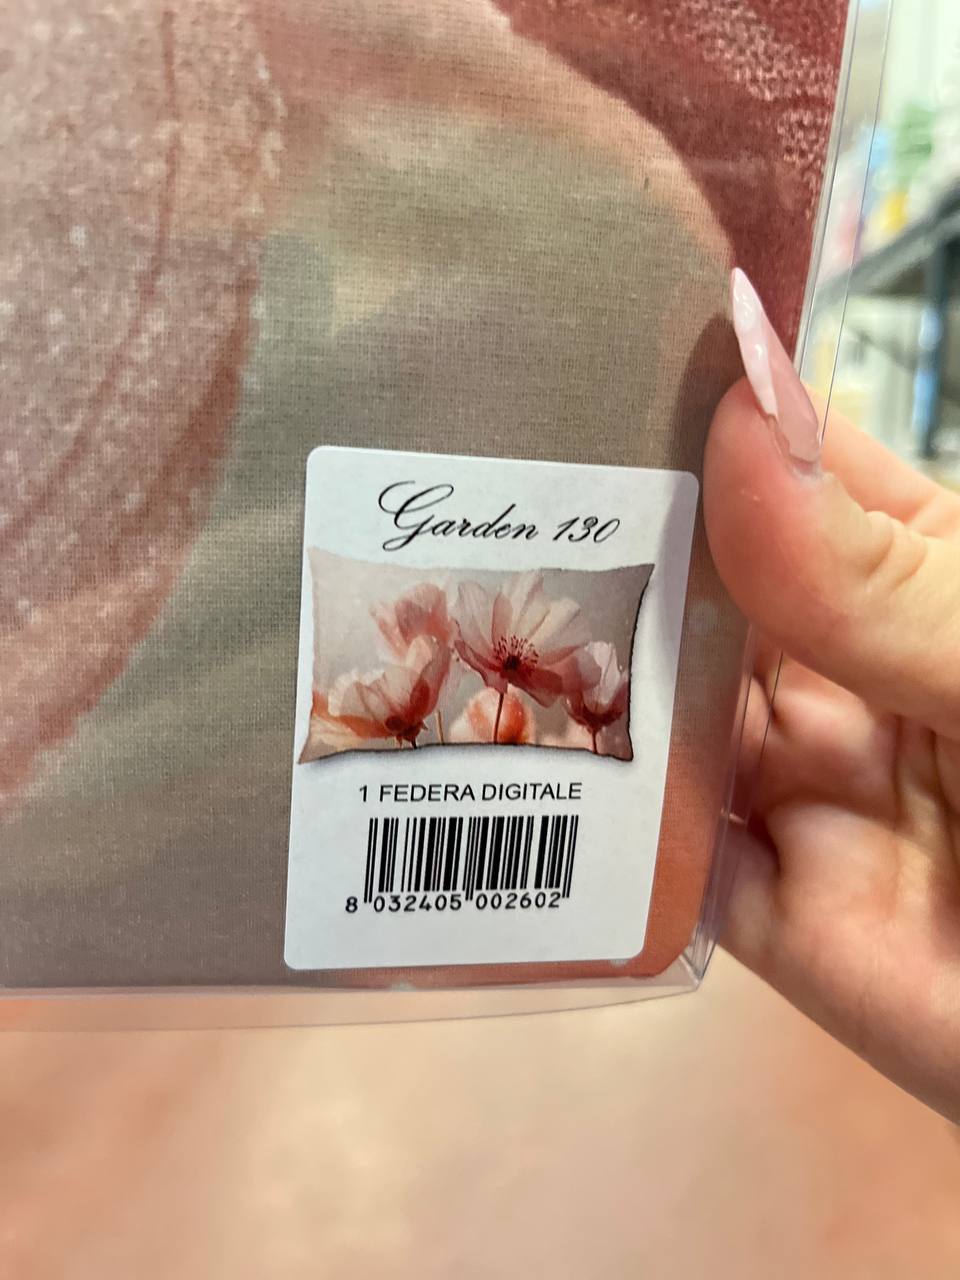 Garden 130
1 FEDERA DIGITALE
8 032405 002602